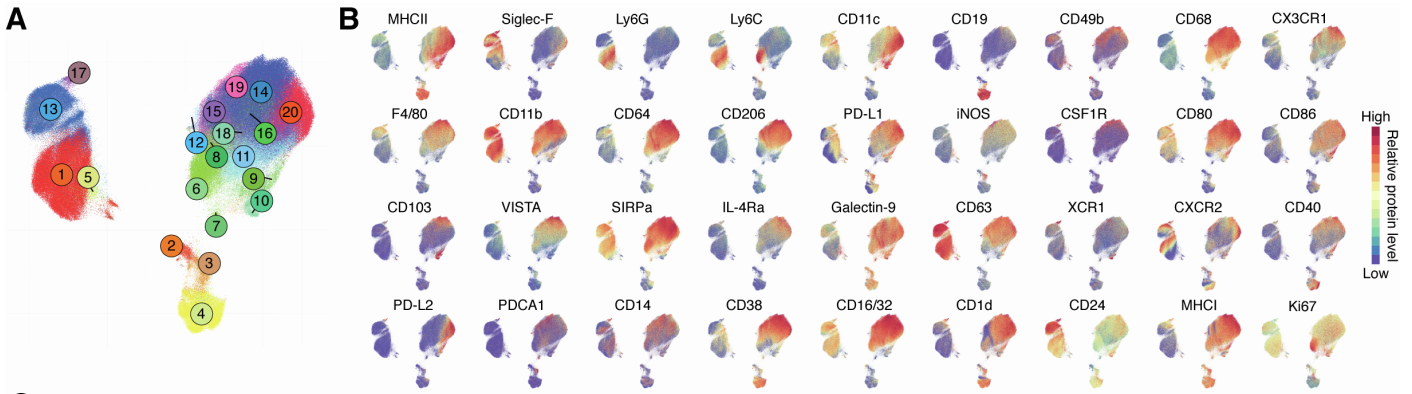 A
B
17
13
1
5
19
14
15
20
18
16
12
8
11
6
9
10
7
2
3
4
MHCII Siglec-F Ly6G Ly6C CD11c CD19 CD49b CD68 CX3CR1
F4/80 CD11b CD64 CD206 PD-L1 iNOS CSF1R CD80 CD86
CD103 VISTA SIRPa IL-4Ra Galectin-9 CD63 XCR1 CXCR2 CD40
PD-L2 PDCA1 CD14 CD38 CD16/32 CD1d CD24 MHCI Ki67
High
Relative protein level
Low